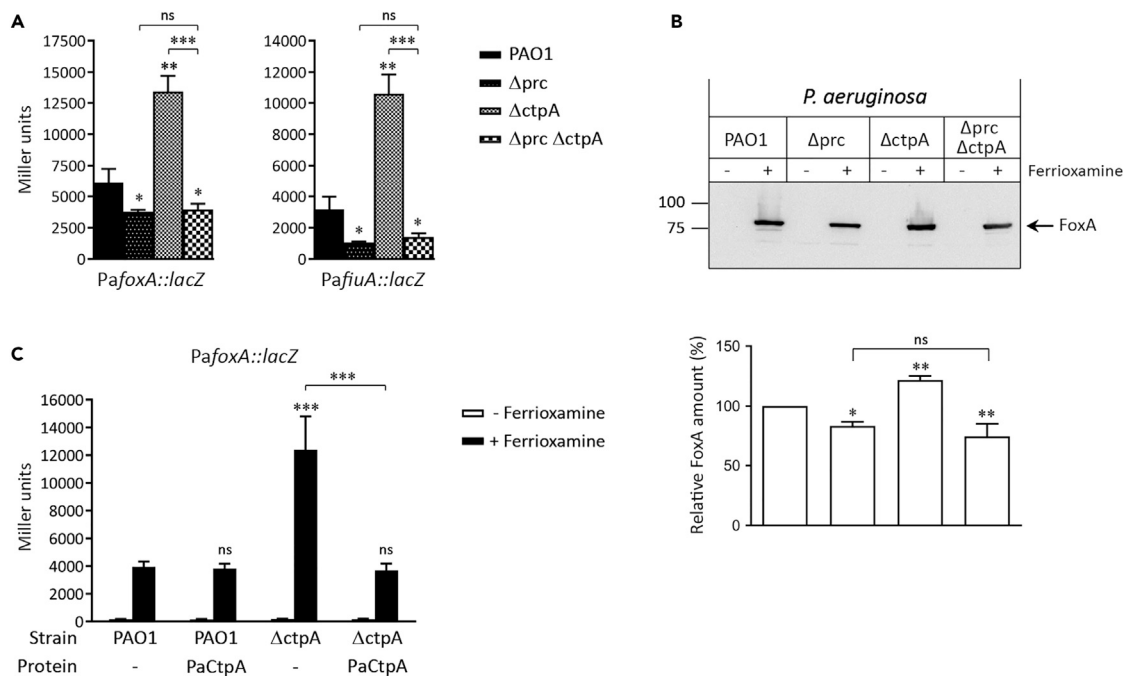 A
ns
***
**
*
*
17500
15000
12500
10000
7500
5000
2500
0
Miller units
PafoxA::lacZ
ns
***
**
*
*
14000
12000
10000
8000
6000
4000
2000
0
PafiuA::lacZ
PAO1
Δprc
ΔctpA
Δprc ΔctpA
B
P. aeruginosa
PAO1 Δprc ΔctpA Δprc ΔctpA
- + - + - + - + Ferrioxamine
100
75
FoxA
Relative FoxA amount (%)
150
100
50
0
ns
*
**
**
C
PafoxA::lacZ
Miller units
16000
14000
12000
10000
8000
6000
4000
2000
0
***
***
ns
ns
- Ferrioxamine
+ Ferrioxamine
Strain PAO1 PAO1 ΔctpA ΔctpA
Protein - PaCtpA - PaCtpA